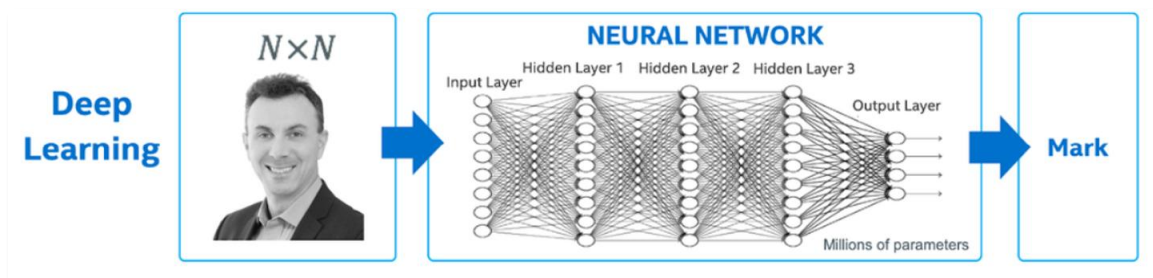 Deep
Learning
N×N
NEURAL NETWORK
Hidden Layer 1 Hidden Layer 2 Hidden Layer 3
Input Layer
Output Layer
Millions of parameters
Mark